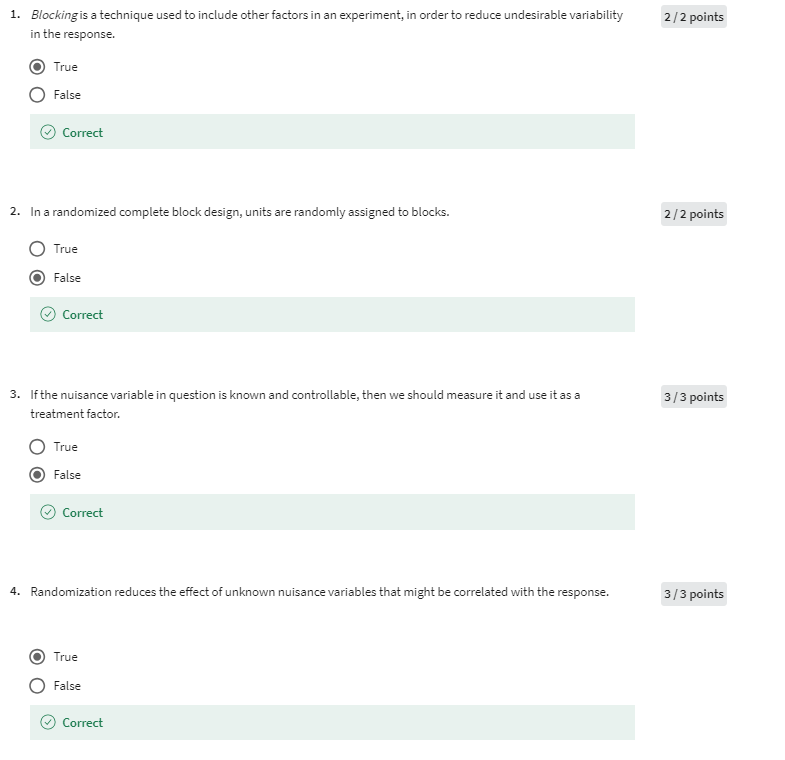 1. Blocking is a technique used to include other factors in an experiment, in order to reduce undesirable variability 2 / 2 points
in the response.
True
False
Correct
2. In a randomized complete block design, units are randomly assigned to blocks. 2 / 2 points
True
False
Correct
3. If the nuisance variable in question is known and controllable, then we should measure it and use it as a 3 / 3 points
treatment factor.
True
False
Correct
4. Randomization reduces the effect of unknown nuisance variables that might be correlated with the response. 3 / 3 points
True
False
Correct